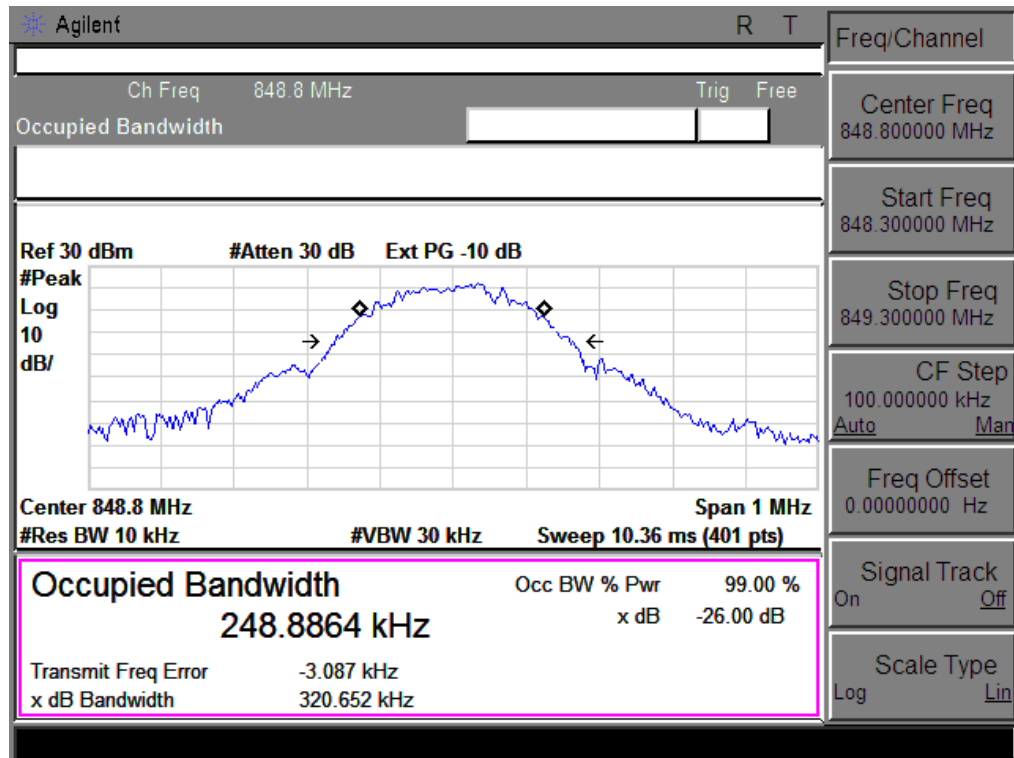 Agilent R T
Ch Freq 848.8 MHz Trig Free
Occupied Bandwidth
Ref 30 dBm #Atten 30 dB Ext PG -10 dB
#Peak
Log
10
dB/
Center 848.8 MHz Span 1 MHz
#Res BW 10 kHz #VBW 30 kHz Sweep 10.36 ms (401 pts)
Occupied Bandwidth Occ BW % Pwr 99.00 %
248.8864 kHz x dB -26.00 dB
Transmit Freq Error -3.087 kHz
x dB Bandwidth 320.652 kHz
Freq/Channel
Center Freq
848.800000 MHz
Start Freq
848.300000 MHz
Stop Freq
849.300000 MHz
CF Step
100.000000 kHz
Auto Man
Freq Offset
0.00000000 Hz
Signal Track
On Off
Scale Type
Log Lin